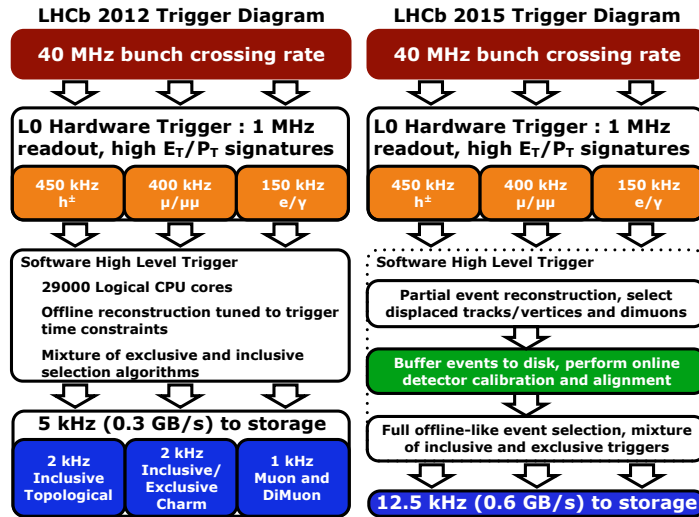 LHCb 2012 Trigger Diagram
40 MHz bunch crossing rate
L0 Hardware Trigger : 1 MHz
readout, high E_T/P_T signatures
450 kHz
h±
400 kHz
µ/µµ
150 kHz
e/γ
Software High Level Trigger
29000 Logical CPU cores
Offline reconstruction tuned to trigger
time constraints
Mixture of exclusive and inclusive
selection algorithms
5 kHz (0.3 GB/s) to storage
2 kHz
Inclusive
Topological
2 kHz
Inclusive/
Exclusive
Charm
1 kHz
Muon and
DiMuon
LHCb 2015 Trigger Diagram
40 MHz bunch crossing rate
L0 Hardware Trigger : 1 MHz
readout, high E_T/P_T signatures
450 kHz
h±
400 kHz
µ/µµ
150 kHz
e/γ
Software High Level Trigger
Partial event reconstruction, select
displaced tracks/vertices and dimuons
Buffer events to disk, perform online
detector calibration and alignment
Full offline-like event selection, mixture
of inclusive and exclusive triggers
12.5 kHz (0.6 GB/s) to storage